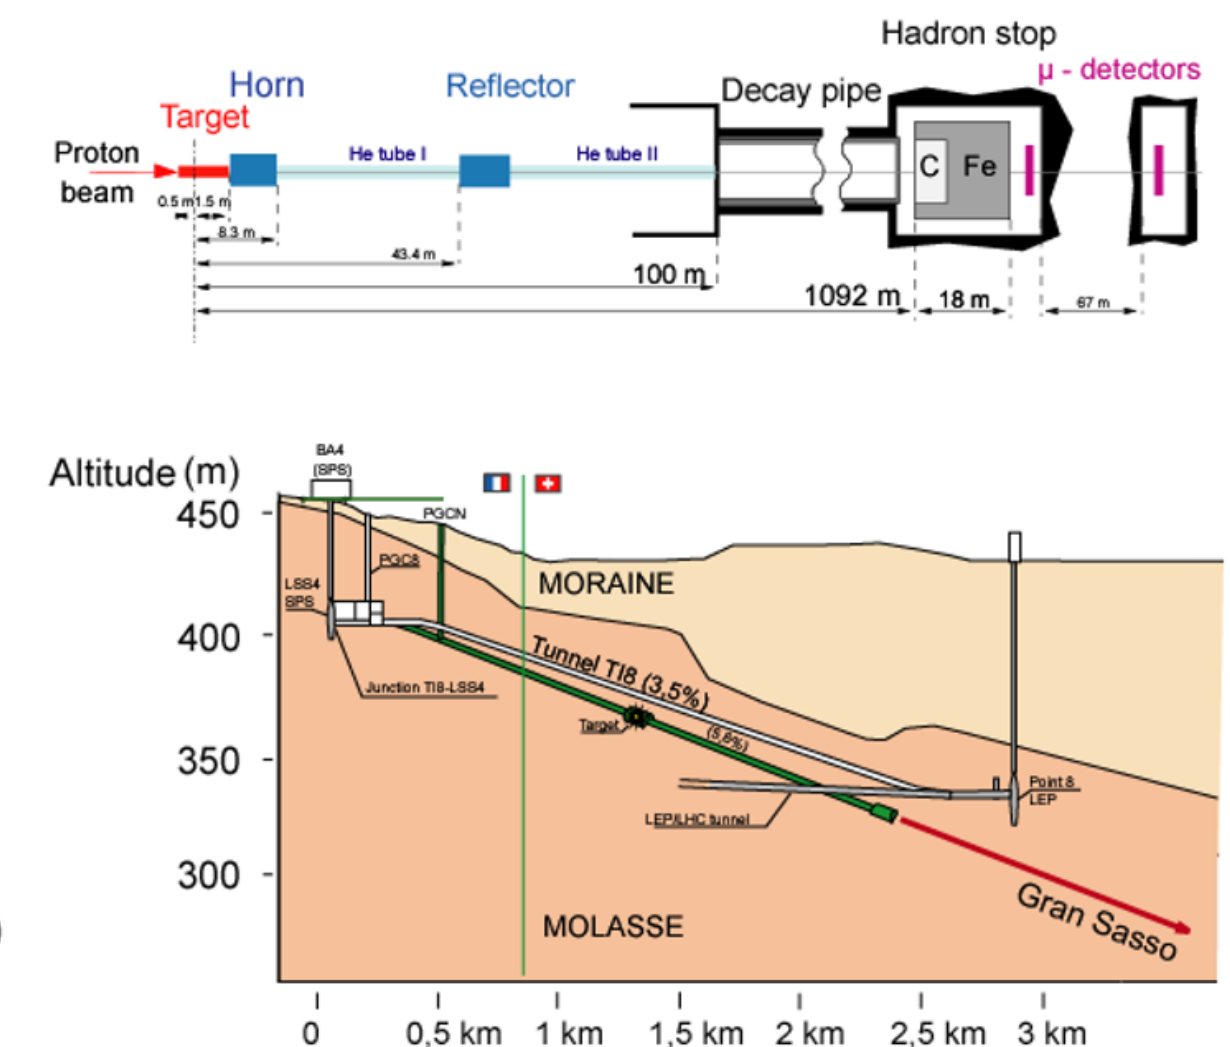 Hadron stop
μ - detectors
Horn
Reflector
Decay pipe
Target
Proton
beam
He tube I
He tube II
C
Fe
0.5 m
1.5 m
8.3 m
43.4 m
100 m
1092 m
18 m
67 m
BA4
(SPS)
Altitude (m)
450
PGCN
PGC8
LSS4
SPS
MORAINE
400
Tunnel TI8 (3,5%)
Junction TI8-LSS4
Target
(5,6%)
350
Point 8
LEP
LEP/LHC tunnel
300
Gran Sasso
MOLASSE
0
0,5 km
1 km
1,5 km
2 km
2,5 km
3 km